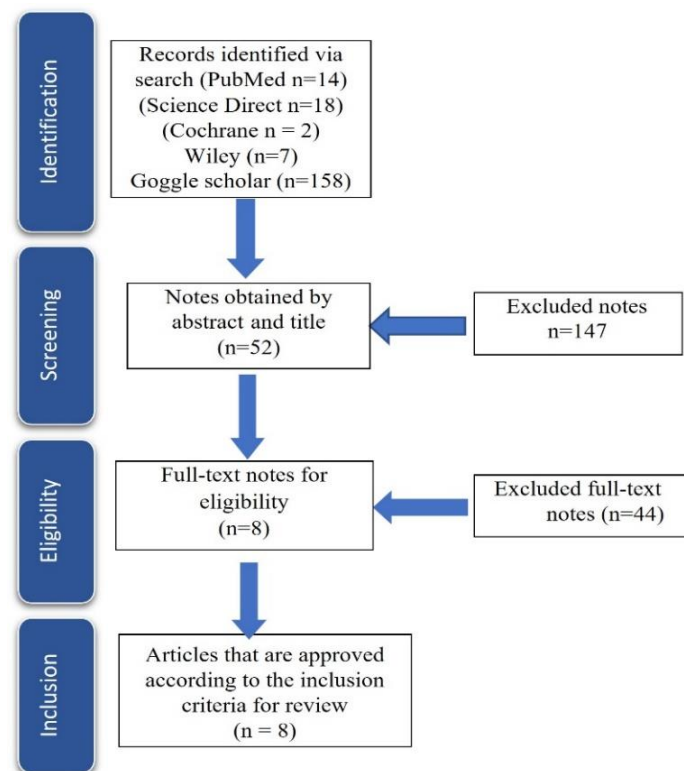 Identification
Records identified via
search (PubMed n=14)
(Science Direct n=18)
(Cochrane n = 2)
Wiley (n=7)
Goggle scholar (n=158)
Screening
Notes obtained by
abstract and title
(n=52)
Excluded notes
n=147
Eligibility
Full-text notes for
eligibility
(n=8)
Excluded full-text
notes (n=44)
Inclusion
Articles that are approved
according to the inclusion
criteria for review
(n = 8)